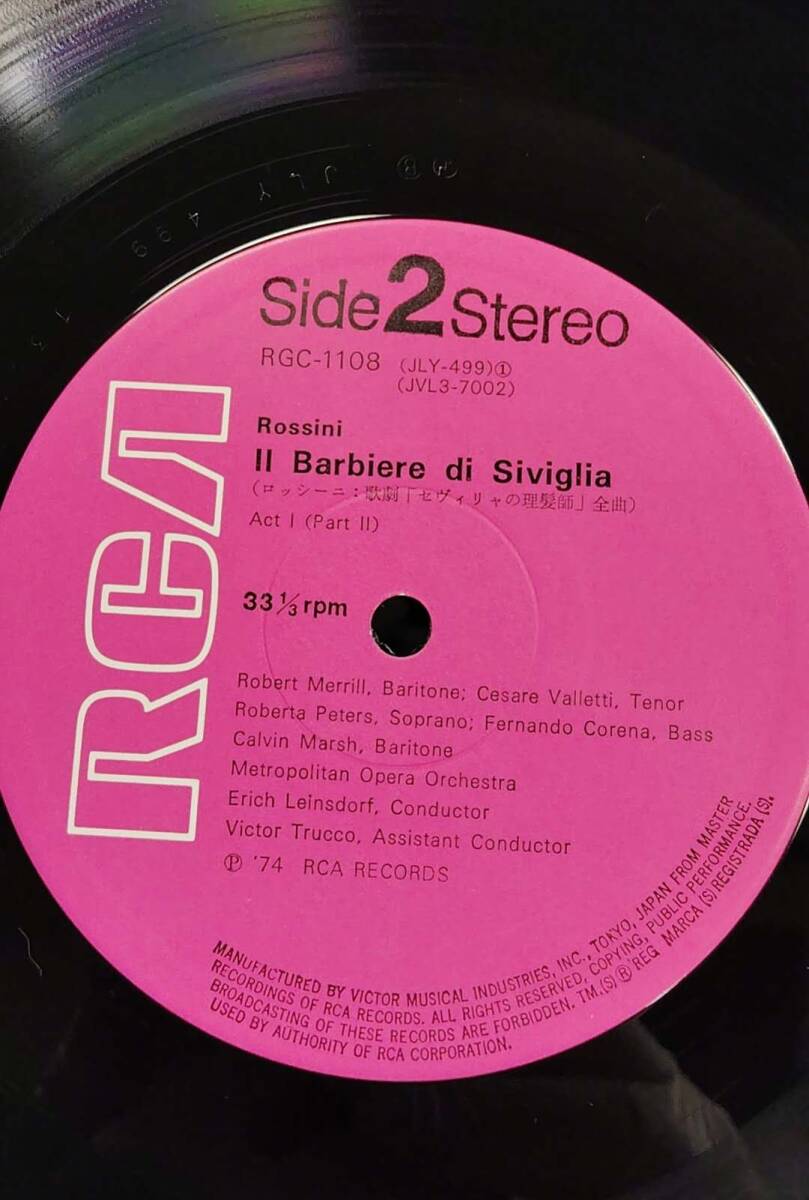 Side 2 Stereo
RGC-1108 (JLY-499)①
(JVL3-7002)
Rossini
Il Barbiere di Siviglia
(ロッシーニ：歌劇「セヴィリャの理髪師」全曲)
Act I (Part II)
33 1/3 rpm
Robert Merrill, Baritone; Cesare Valletti, Tenor
Roberta Peters, Soprano; Fernando Corena, Bass
Calvin Marsh, Baritone
Metropolitan Opera Orchestra
Erich Leinsdorf, Conductor
Victor Trucco, Assistant Conductor
Ⓟ '74 RCA RECORDS
RCA
MANUFACTURED BY VICTOR MUSICAL INDUSTRIES, INC., TOKYO, JAPAN FROM MASTER
RECORDINGS OF RCA RECORDS. ALL RIGHTS RESERVED, COPYING, PUBLIC PERFORMANCE,
BROADCASTING OF THESE RECORDS ARE FORBIDDEN. TM.(S) ® REG MARCA (S) REGISTRADA (S).
USED BY AUTHORITY OF RCA CORPORATION.
JLY 499